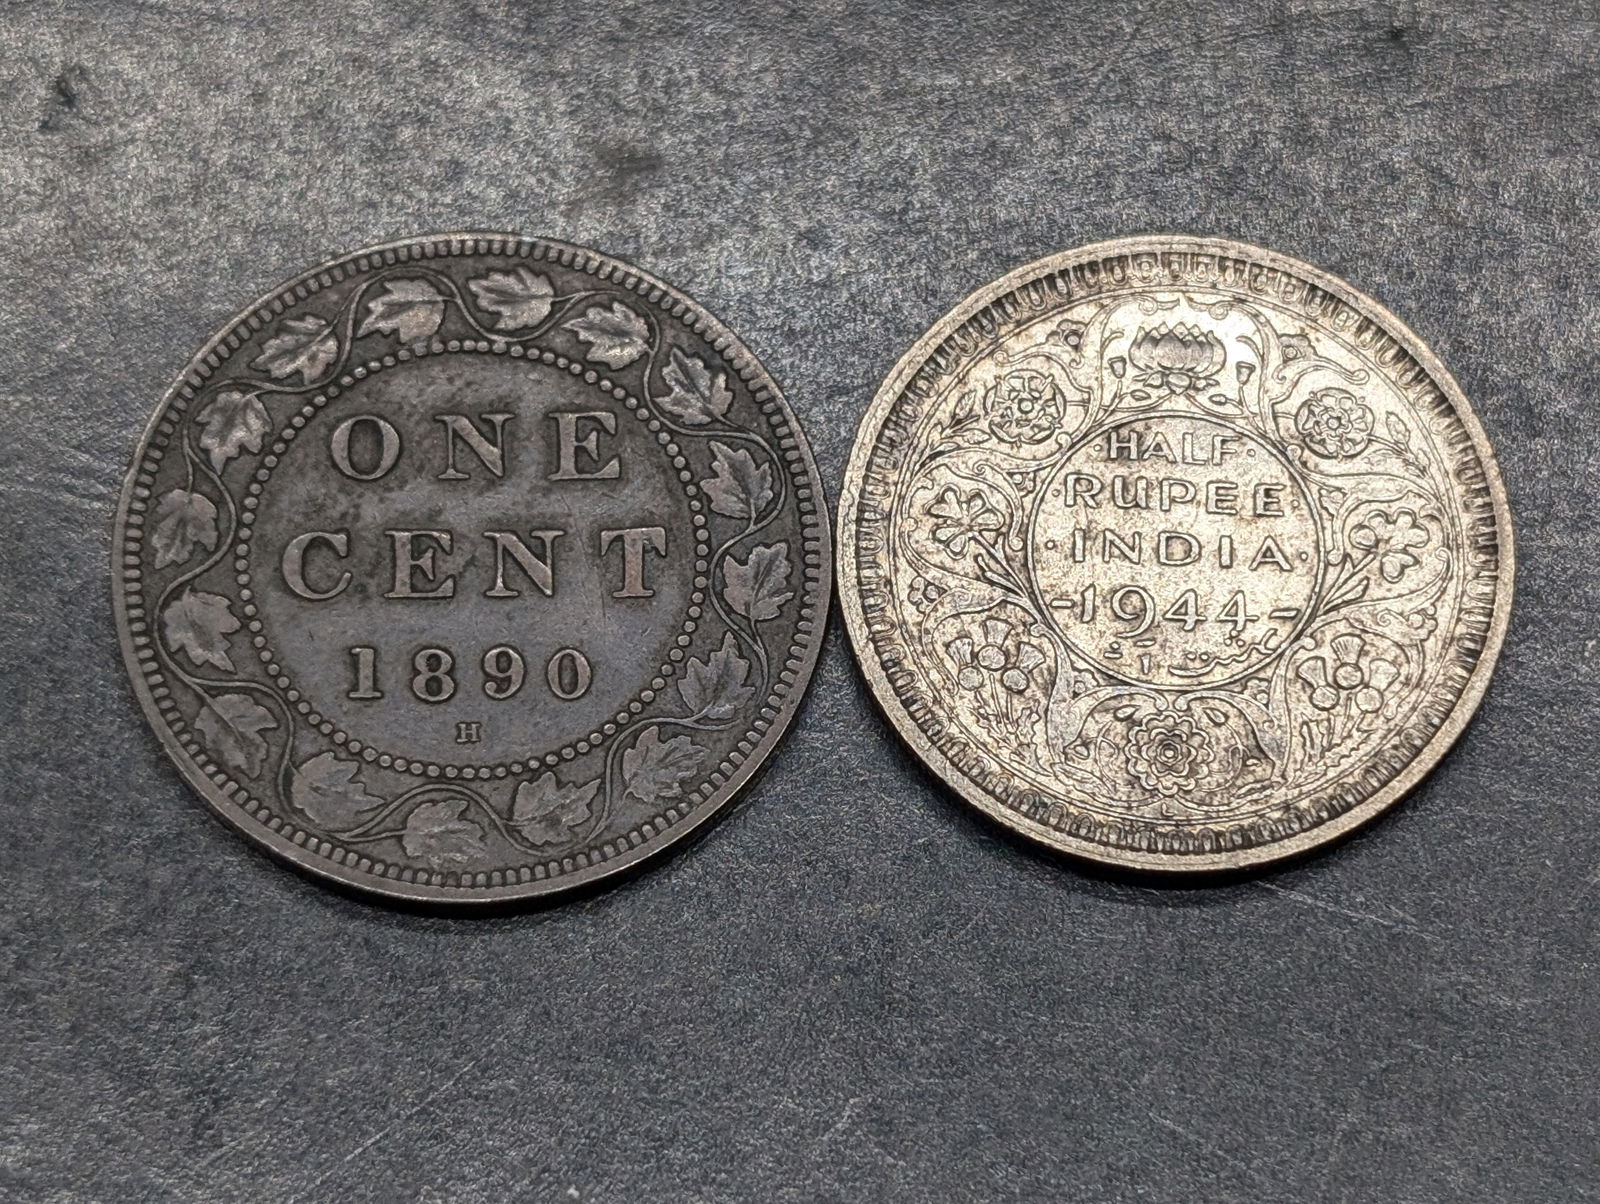 ONE
CENT
1890
H
·HALF·
·RUPEE·
·INDIA·
-1944-
L